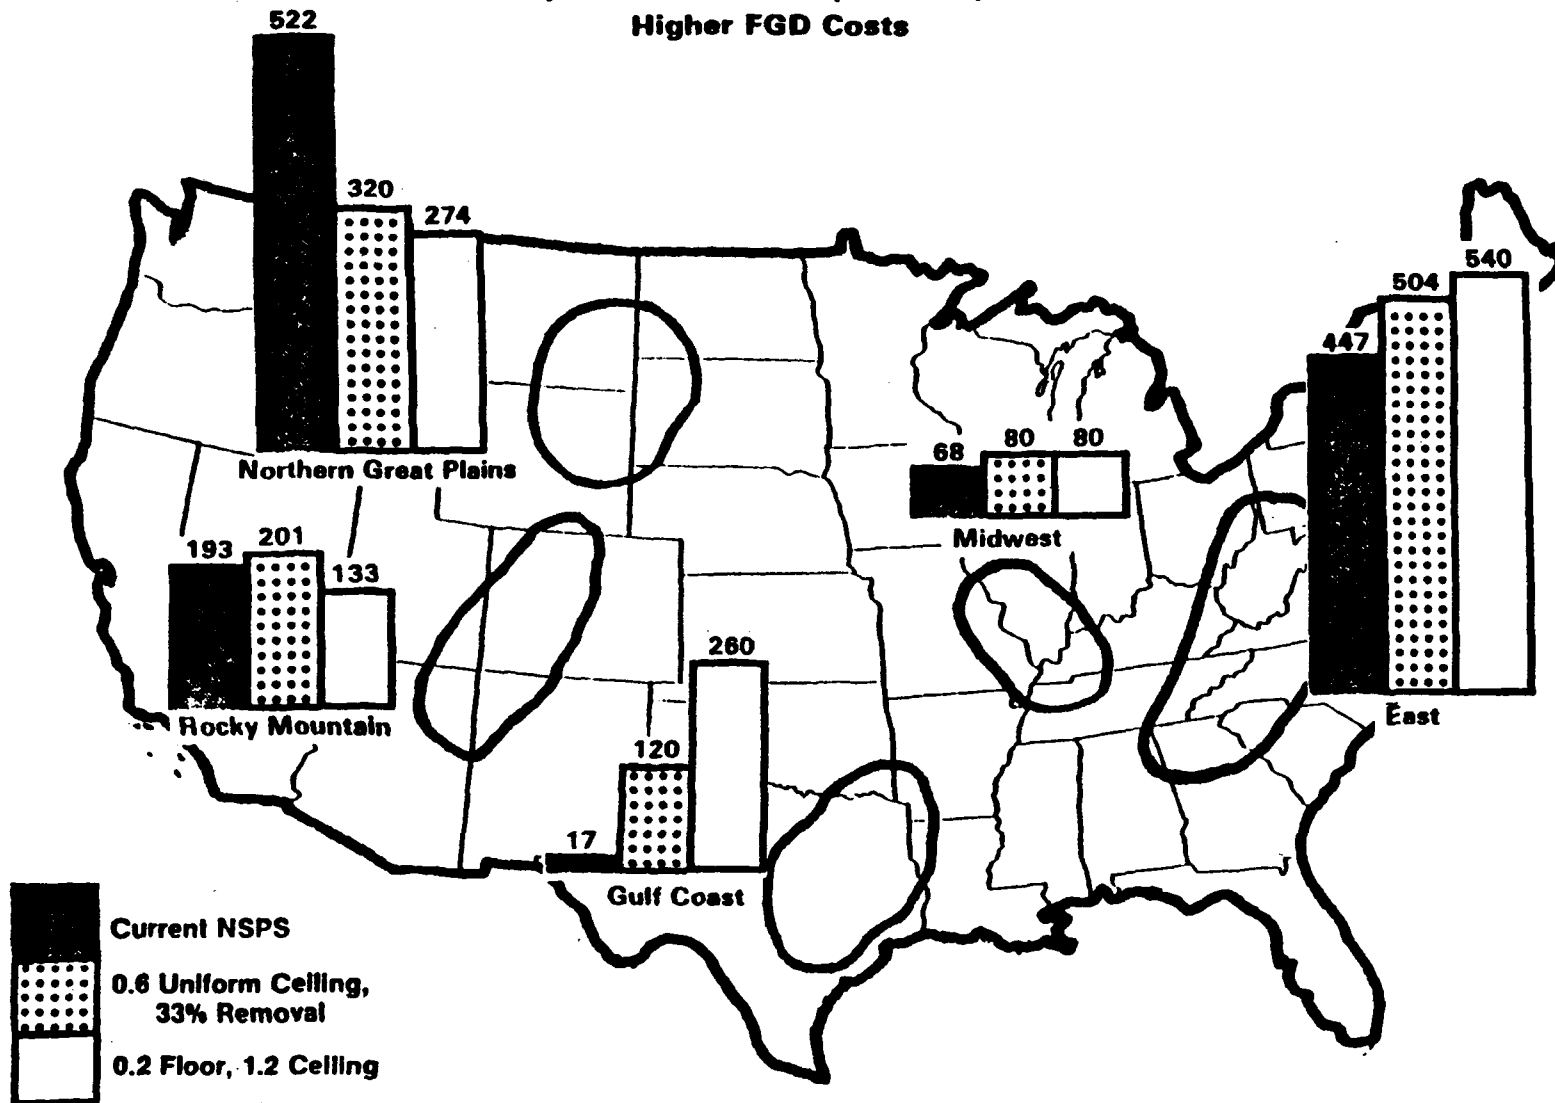 Higher FGD Costs
522
320
274
Northern Great Plains
193
201
133
Rocky Mountain
17
120
260
Gulf Coast
68
80
80
Midwest
447
504
540
East
Current NSPS
0.6 Uniform Ceiling,
33% Removal
0.2 Floor, 1.2 Ceiling